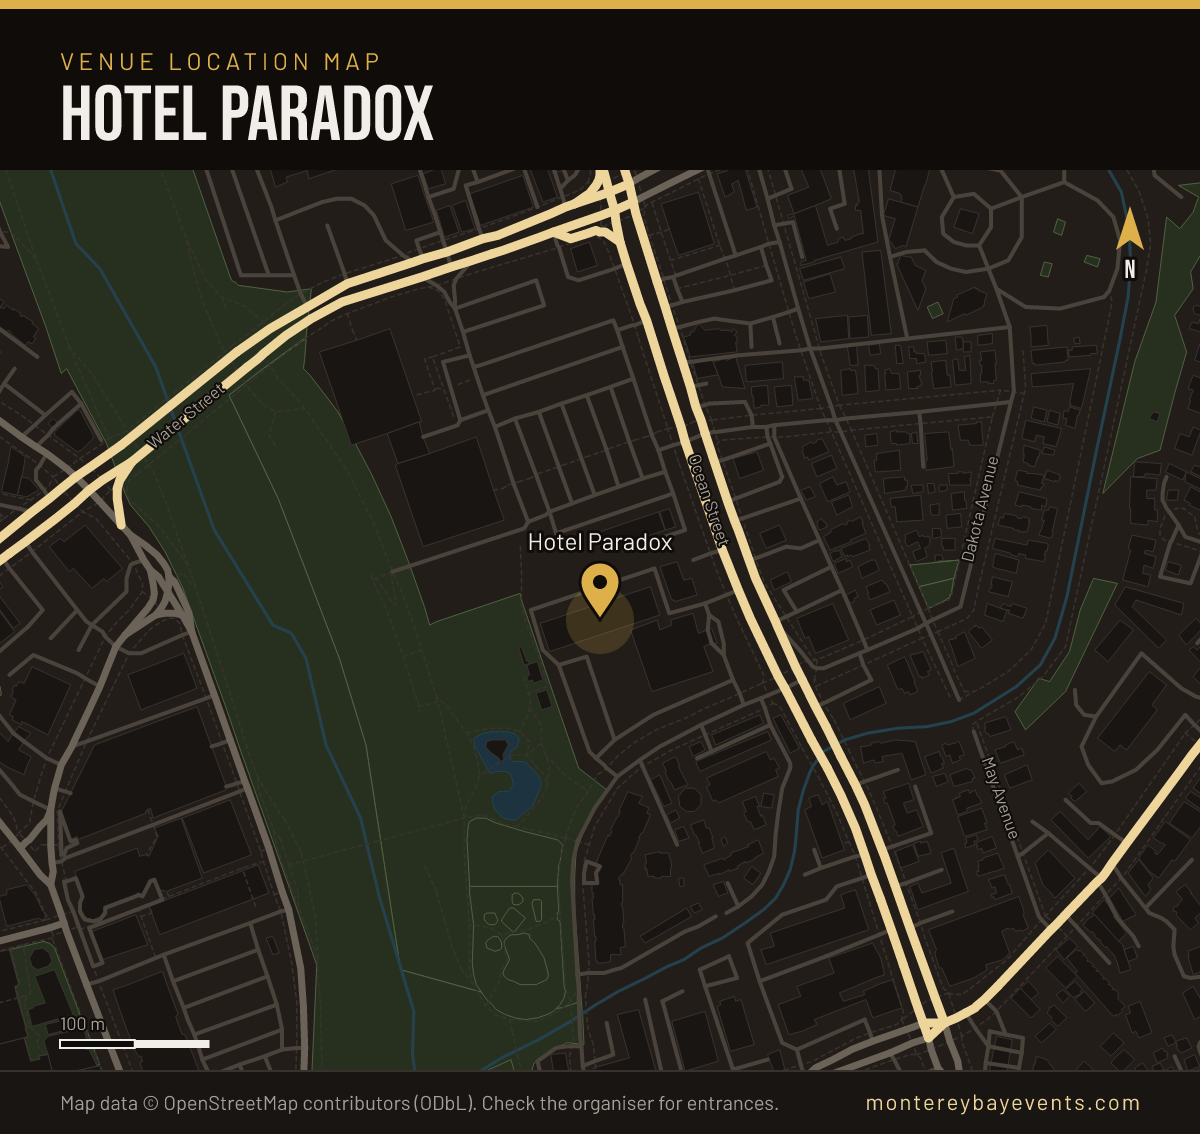 VENUE LOCATION MAP
HOTEL PARADOX
N
Water Street
Ocean Street
Dakota Avenue
Hotel Paradox
May Avenue
100 m
Map data © OpenStreetMap contributors (ODbL). Check the organiser for entrances.
montereybayevents.com